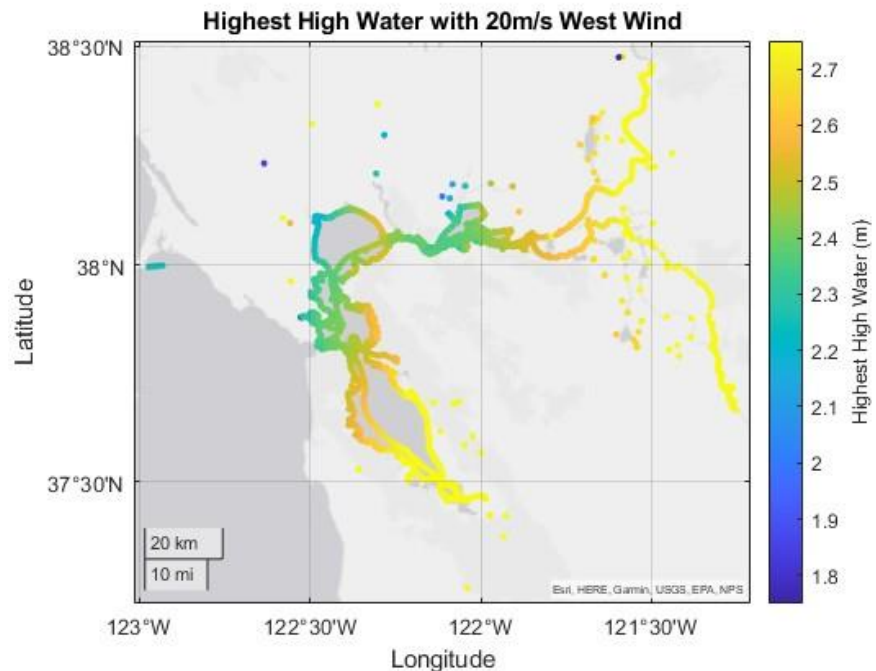 Highest High Water with 20m/s West Wind
38°30'N
38°N
37°30'N
Latitude
20 km
10 mi
Esri, HERE, Garmin, USGS, EPA, NPS
123°W
122°30'W
122°W
121°30'W
Longitude
2.7
2.6
2.5
2.4
2.3
2.2
2.1
2
1.9
1.8
Highest High Water (m)